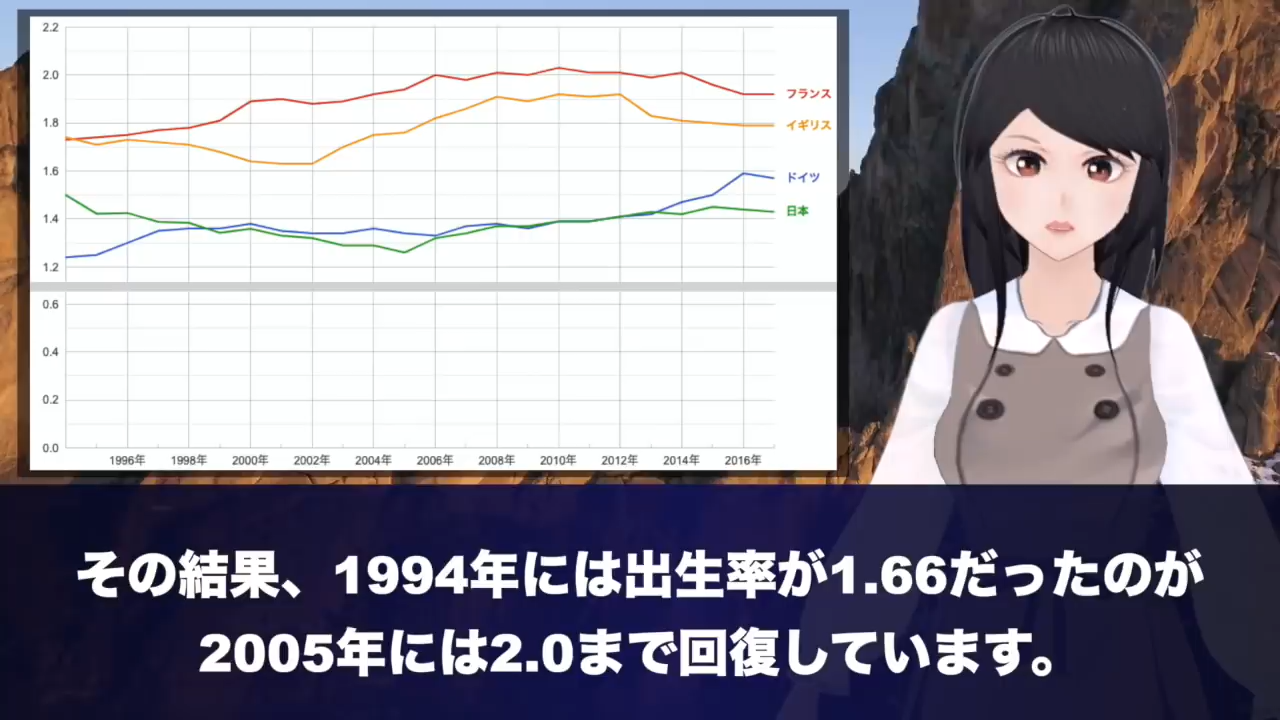 2.2
2.0
1.8
1.6
1.4
1.2
0.6
0.4
0.2
0.0
フランス
イギリス
ドイツ
日本
1996年 1998年 2000年 2002年 2004年 2006年 2008年 2010年 2012年 2014年 2016年
その結果、1994年には出生率が1.66だったのが
2005年には2.0まで回復しています。